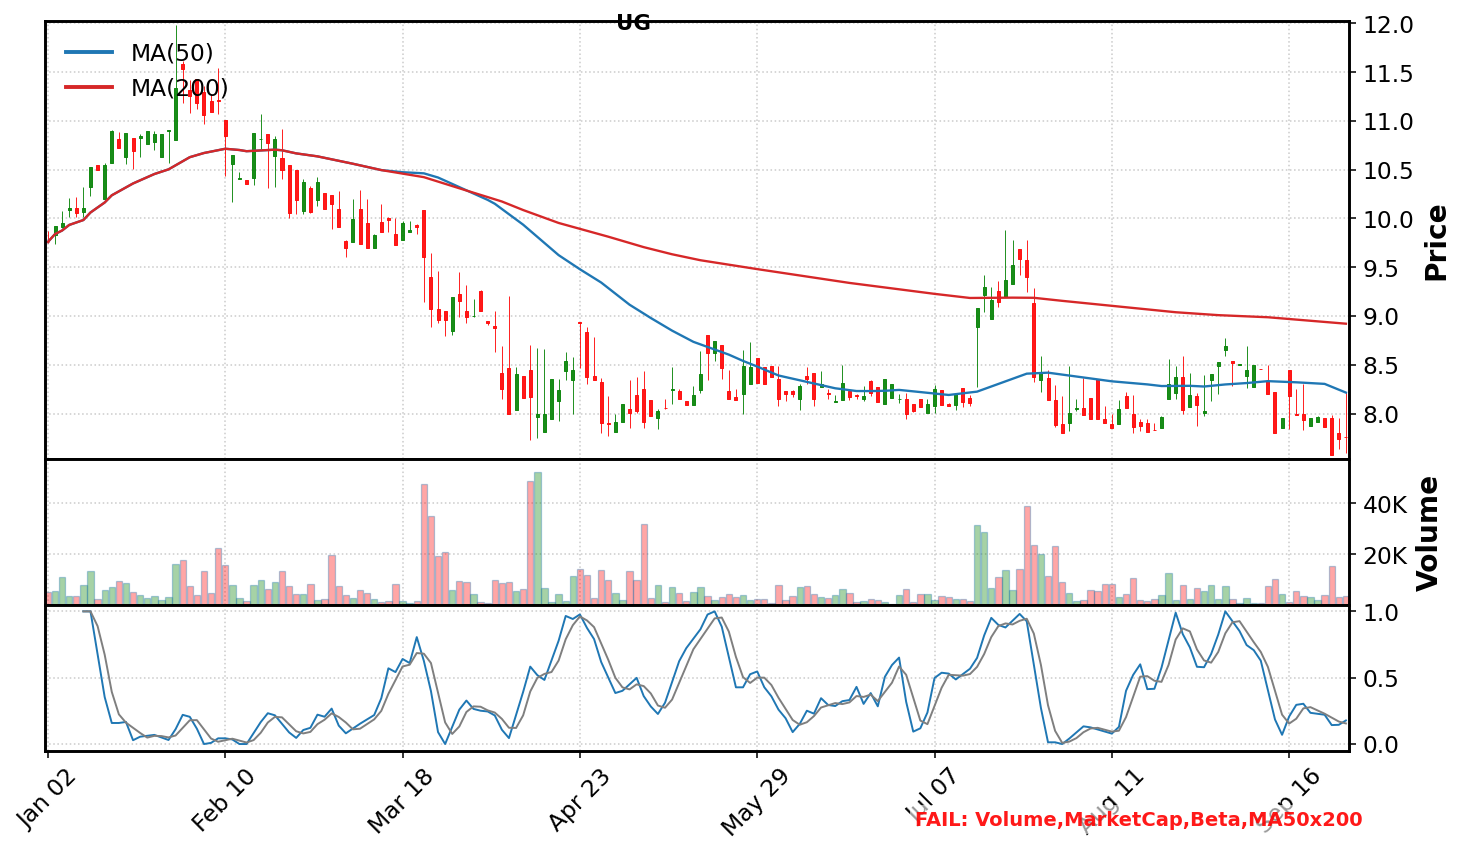 UG
MA(50)
MA(200)
12.0
11.5
11.0
10.5
10.0
9.5
9.0
8.5
8.0
Price
40K
20K
Volume
1.0
0.5
0.0
Jan 02
Feb 10
Mar 18
Apr 23
May 29
Jul 07
Aug 11
Sep 16
FAIL: Volume,MarketCap,Beta,MA50x200